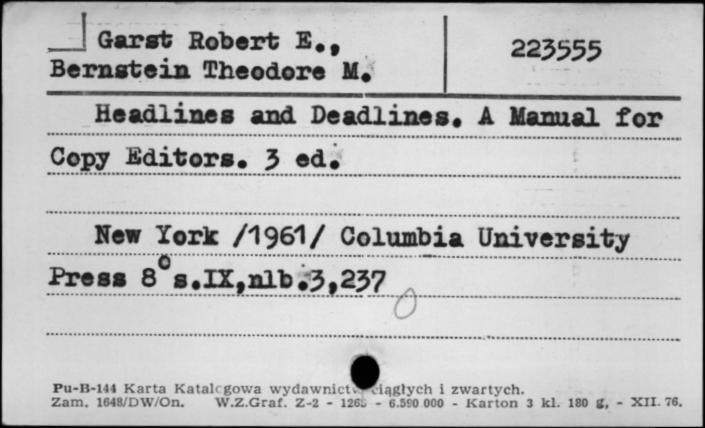 Garst Robert E., 223555
Bernstein Theodore M.
Headlines and Deadlines. A Manual for
Copy Editors. 3 ed.
New York /1961/ Columbia University
Press 8° s.IX,nlb.3,237
Pu-B-144 Karta Katalogowa wydawnictw ciągłych i zwartych.
Zam. 1648/DW/On. W.Z.Graf. Z-2 - 1265 - 6.590 000 - Karton 3 kl. 180 g, - XII. 76.